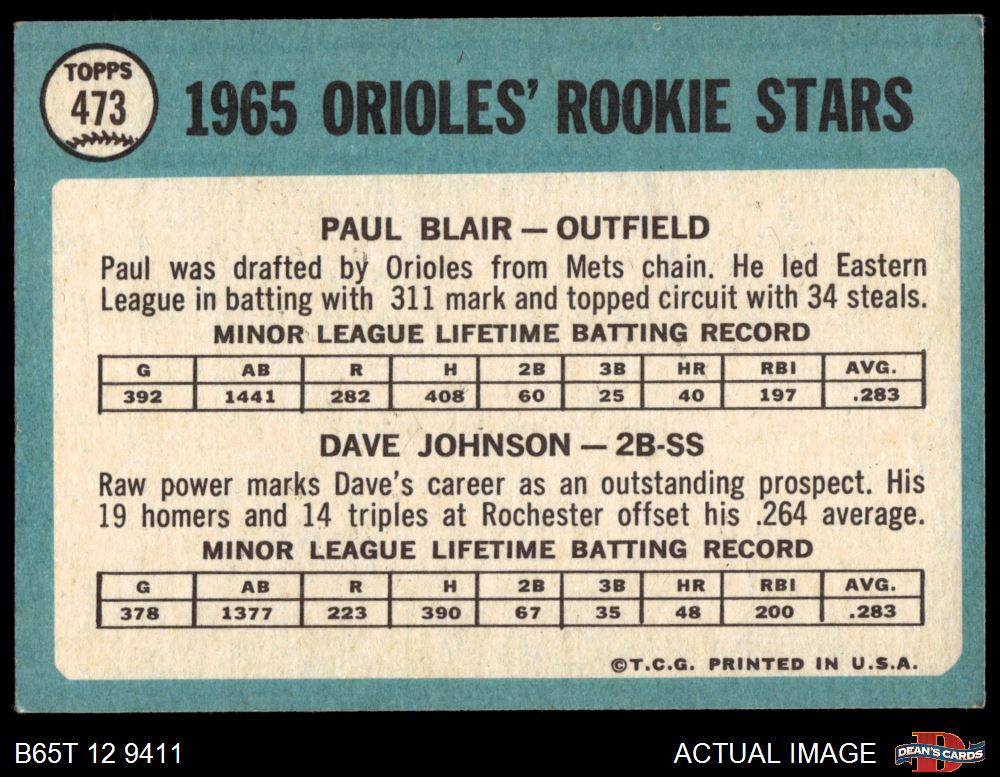 TOPPS
473
1965 ORIOLES' ROOKIE STARS
PAUL BLAIR — OUTFIELD
Paul was drafted by Orioles from Mets chain. He led Eastern
League in batting with 311 mark and topped circuit with 34 steals.
MINOR LEAGUE LIFETIME BATTING RECORD
G AB R H 2B 3B HR RBI AVG.
392 1441 282 408 60 25 40 197 .283
DAVE JOHNSON — 2B-SS
Raw power marks Dave's career as an outstanding prospect. His
19 homers and 14 triples at Rochester offset his .264 average.
MINOR LEAGUE LIFETIME BATTING RECORD
G AB R H 2B 3B HR RBI AVG.
378 1377 223 390 67 35 48 200 .283
©T.C.G. PRINTED IN U.S.A.
B65T 12 9411
ACTUAL IMAGE
D
DEAN'S CARDS